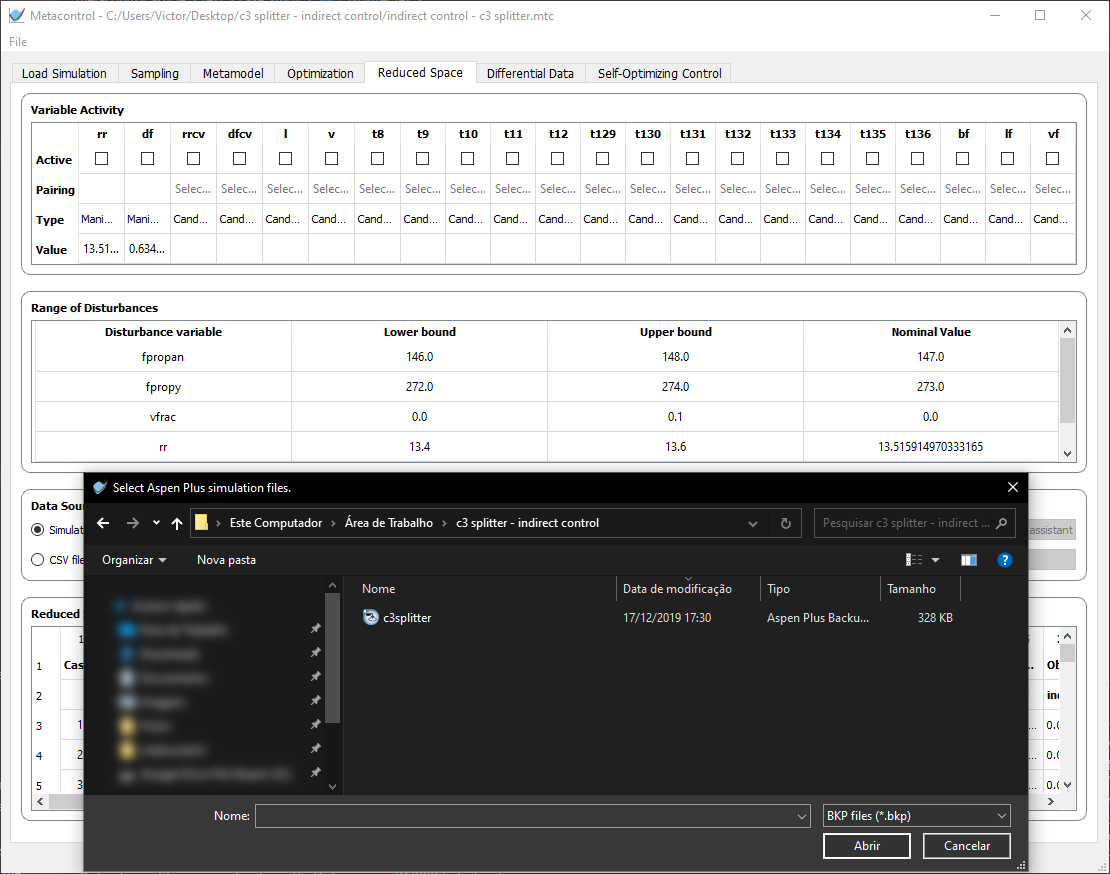 Metacontrol - C:/Users/Victor/Desktop/c3 splitter - indirect control/indirect control - c3 splitter.mtc
File
Load Simulation Sampling Metamodel Optimization Reduced Space Differential Data Self-Optimizing Control
Variable Activity
rr df rrcv dfcv l v t8 t9 t10 t11 t12 t129 t130 t131 t132 t133 t134 t135 t136 bf lf vf
Active
Pairing Selec... Selec... Selec... Selec... Selec... Selec... Selec... Selec... Selec... Selec... Selec... Selec... Selec... Selec... Selec... Selec... Selec... Selec... Selec... Selec...
Type Mani... Mani... Cand... Cand... Cand... Cand... Cand... Cand... Cand... Cand... Cand... Cand... Cand... Cand... Cand... Cand... Cand... Cand... Cand... Cand... Cand... Cand...
Value 13.51... 0.634...
Range of Disturbances
Disturbance variable Lower bound Upper bound Nominal Value
fpropan 146.0 148.0 147.0
fpropy 272.0 274.0 273.0
vfrac 0.0 0.1 0.0
rr 13.4 13.6 13.515914970333165
Select Aspen Plus simulation files.
Data Sou
Este Computador Área de Trabalho c3 splitter - indirect control Pesquisar c3 splitter - indirect ...
Simulat assistant
CSV file Organizar Nova pasta ?
Nome Data de modificação Tipo Tamanho
c3splitter 17/12/2019 17:30 Aspen Plus Backu... 328 KB
Reduced
1
1 Cas
2 in
3 1 0.0
4 2 0.0
5 3 0.0
Nome: BKP files (*.bkp)
Abrir Cancelar